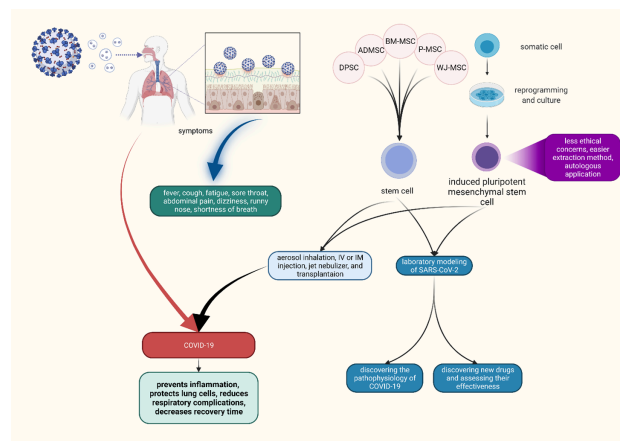 BM-MSC
ADMSC
P-MSC
DPSC
WJ-MSC
somatic cell
reprogramming
and culture
symptoms
less ethical
concerns, easier
extraction method,
autologous
application
stem cell
induced pluripotent
mesenchymal stem
cell
fever, cough, fatigue, sore throat,
abdominal pain, dizziness, runny
nose, shortness of breath
aerosol inhalation, IV or IM
injection, jet nebulizer, and
transplantaion
laboratory modeling
of SARS-CoV-2
COVID-19
prevents inflammation,
protects lung cells, reduces
respiratory complications,
decreases recovery time
discovering the
pathophysiology of
COVID-19
discovering new drugs
and assessing their
effectiveness